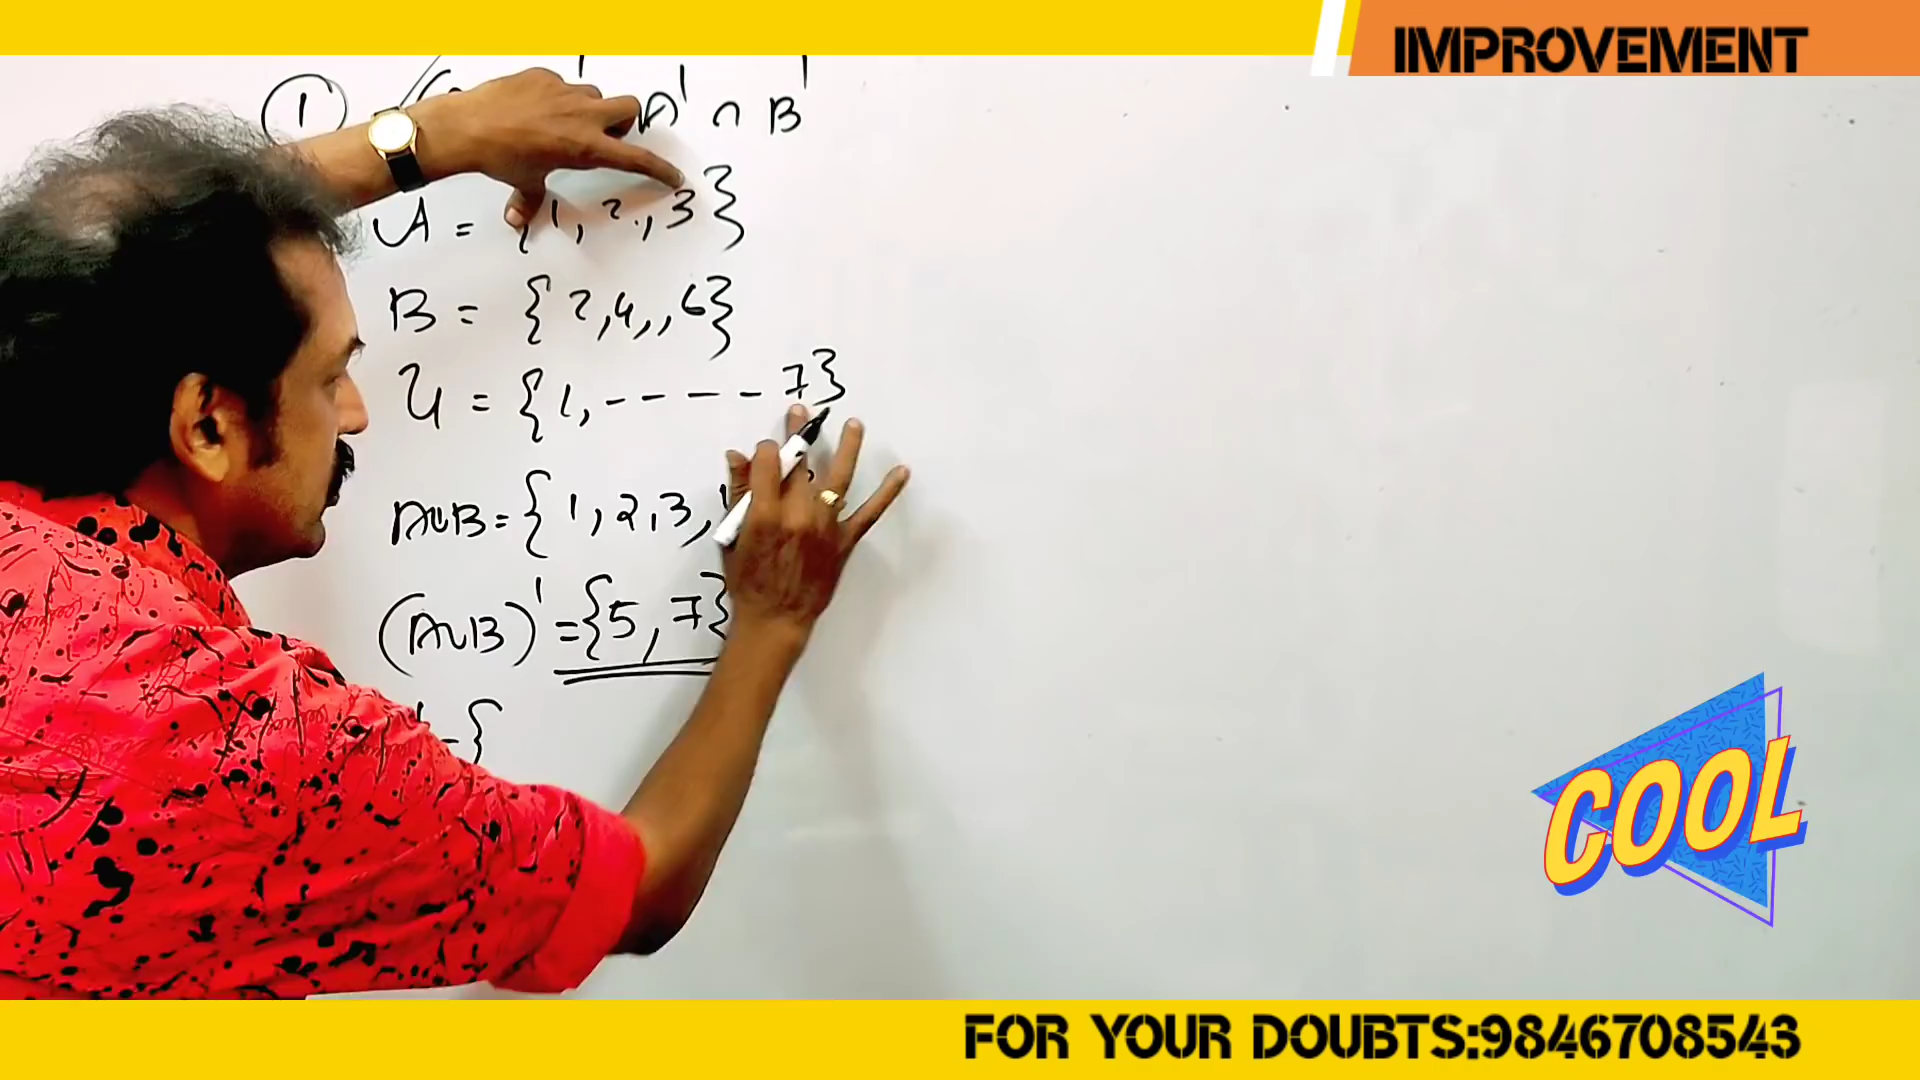 IMPROVEMENT
1 A' ∩ B'
A = { 1, 2, 3 }
B = { 2, 4, , 6 }
U = { 1, - - - - 7 }
A∪B = { 1, 2, 3,
(A∪B)' = { 5, 7 }
= {
COOL
FOR YOUR DOUBTS:9846708543